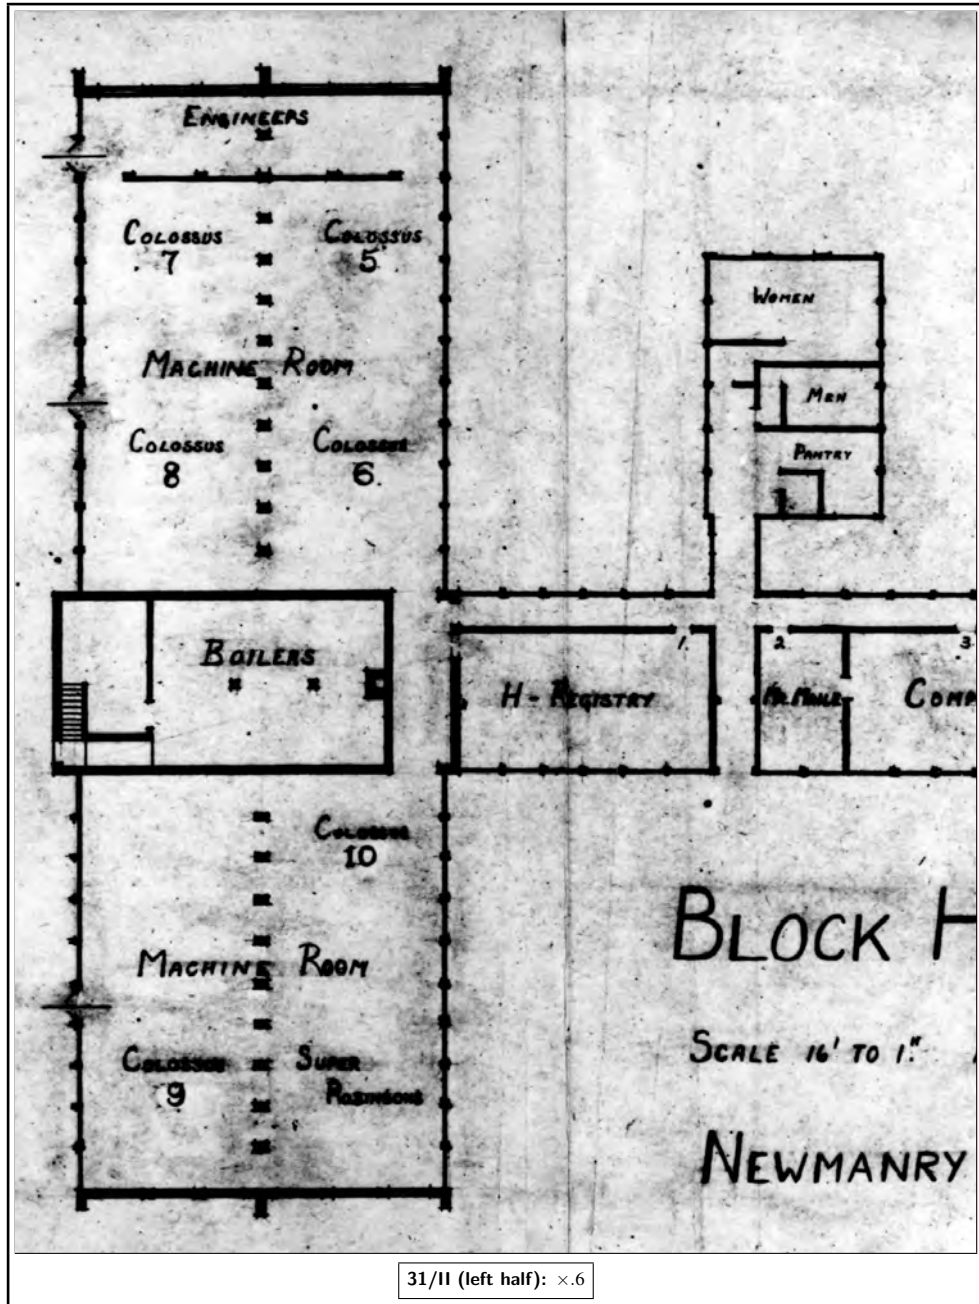 ENGINEERS
COLOSSUS
7
COLOSSUS
5
MACHINE ROOM
COLOSSUS
8
COLOSSUS
6
WOMEN
MEN
PANTRY
BOILERS
H - REGISTRY
1
2
3
COMP
COLOSSUS
10
MACHINE ROOM
COLOSSUS
9
SUPER
ROBINSONS
BLOCK H
SCALE 16' TO 1"
NEWMANRY
31/II (left half): ×.6